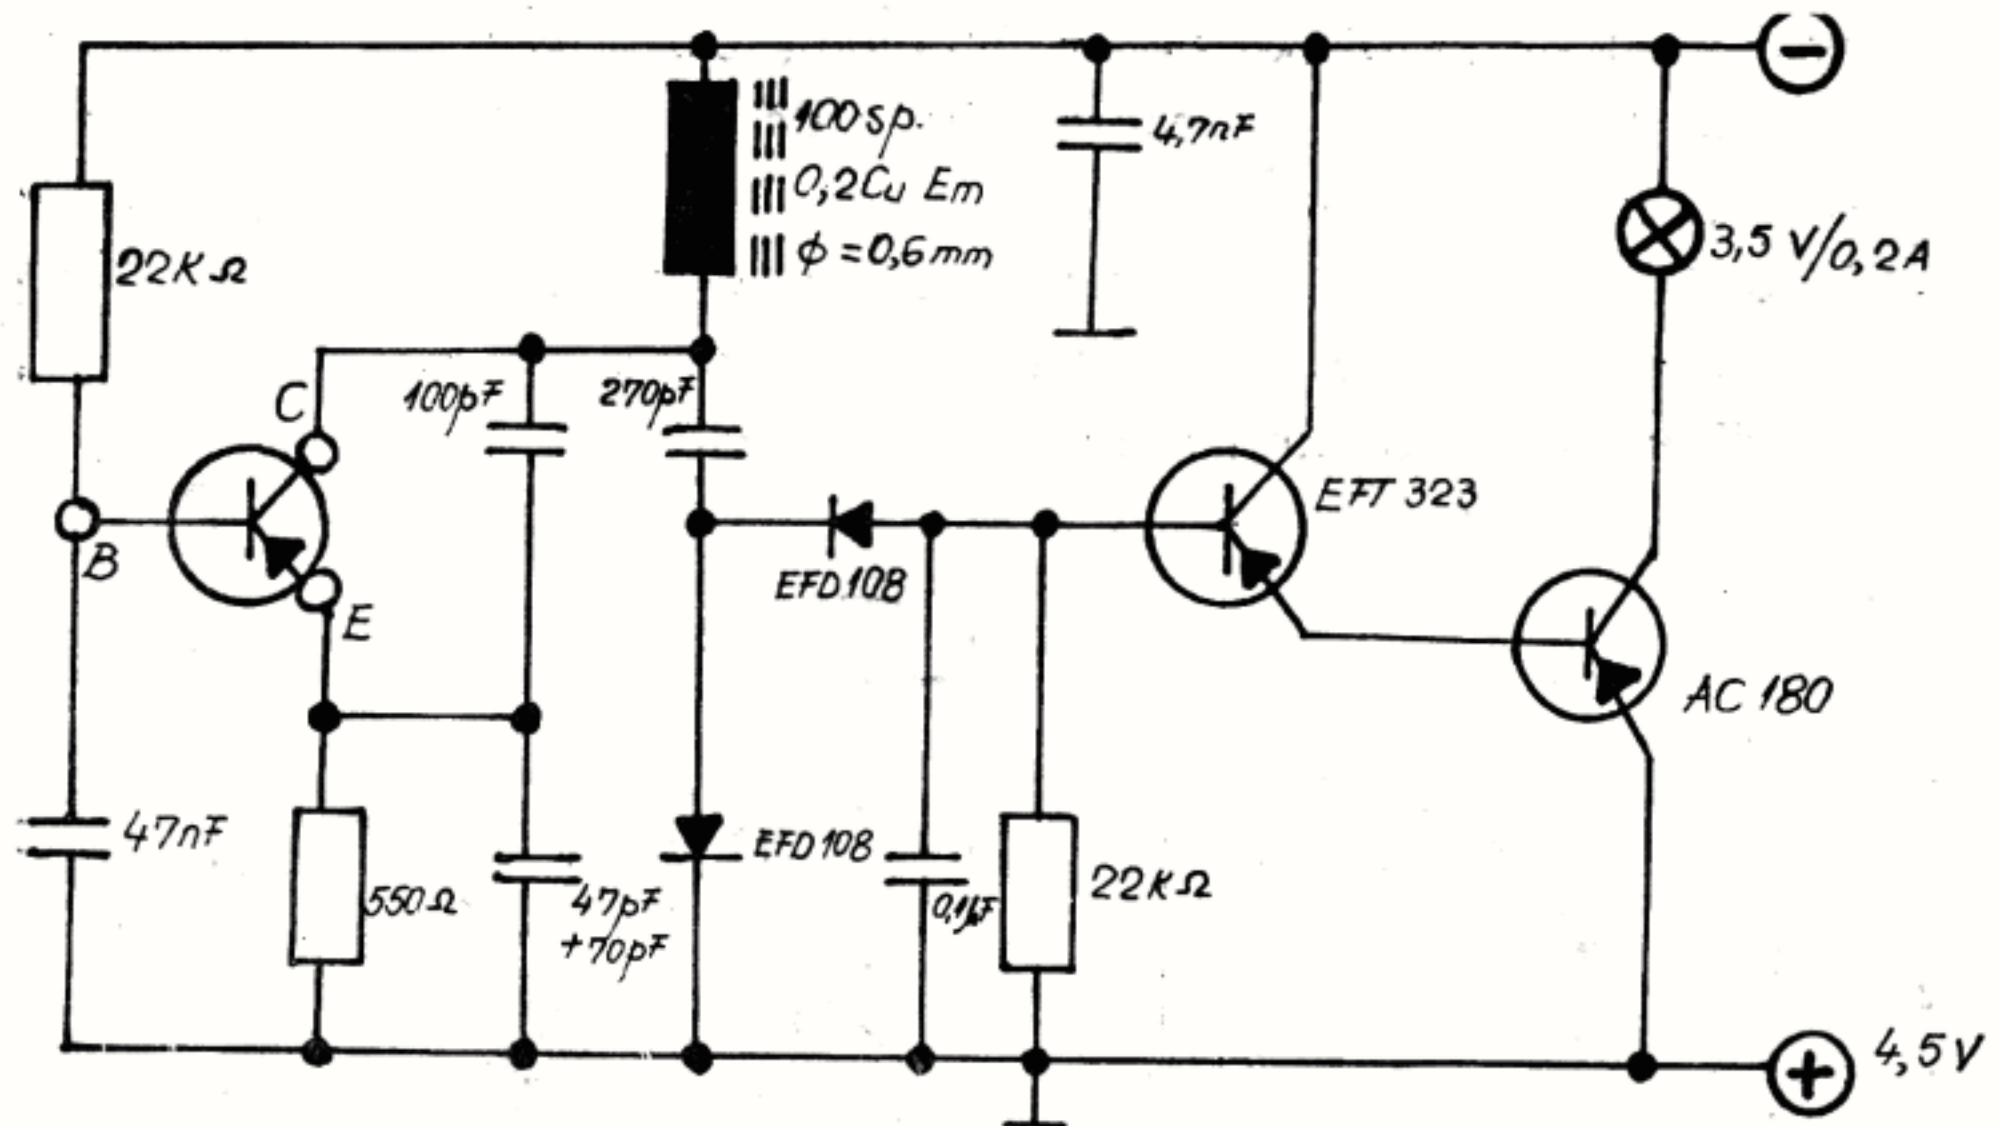 −
100 sp.
0,2 Cu Em
ϕ = 0,6 mm
4,7nF
3,5 V/0,2A
22KΩ
C
100pF
270pF
EFT 323
B
E
EFD 108
AC 180
47nF
550Ω
47pF
+70pF
EFD 108
0,1µF
22KΩ
+
4,5V